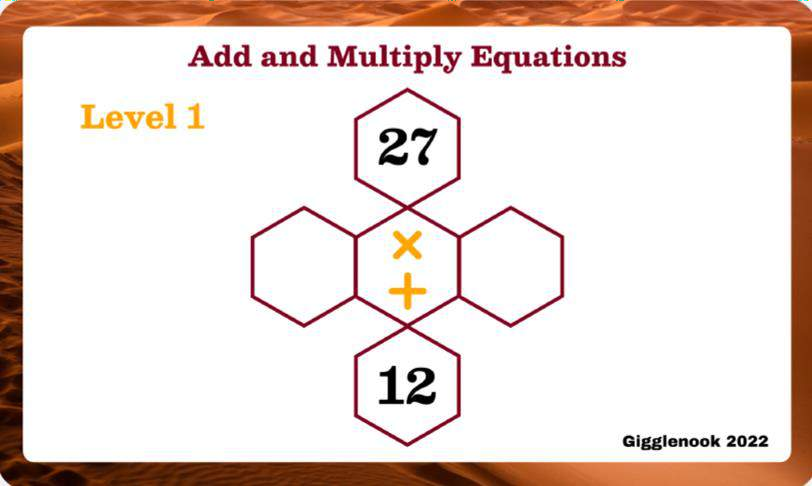 Add and Multiply Equations
Level 1
27
×
+
12
Gigglenook 2022